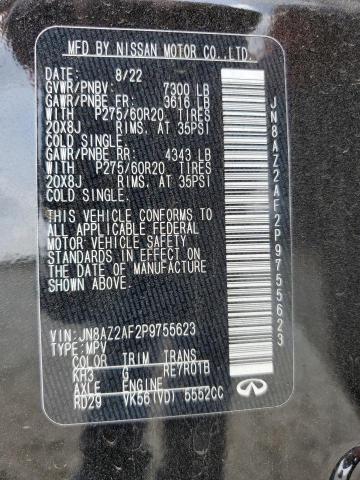 MFD BY NISSAN MOTOR CO.,LTD.
DATE: 8/22
GVWR/PNBV: 7300 LB
GAWR/PNBE FR: 3616 LB
WITH P275/60R20 TIRES
20X8J RIMS. AT 35PSI
COLD SINGLE.
GAWR/PNBE RR: 4343 LB
WITH P275/60R20 TIRES
20X8J RIMS. AT 35PSI
COLD SINGLE.
THIS VEHICLE CONFORMS TO
ALL APPLICABLE FEDERAL
MOTOR VEHICLE SAFETY
STANDARDS IN EFFECT ON
THE DATE OF MANUFACTURE
SHOWN ABOVE.
VIN: JN8AZ2AF2P9755623
TYPE: MPV
COLOR TRIM TRANS
KH3 G RE7R01B
AXLE ENGINE
RD29 VK56(VD) 5552CC
JN8AZ2AF2P9755623